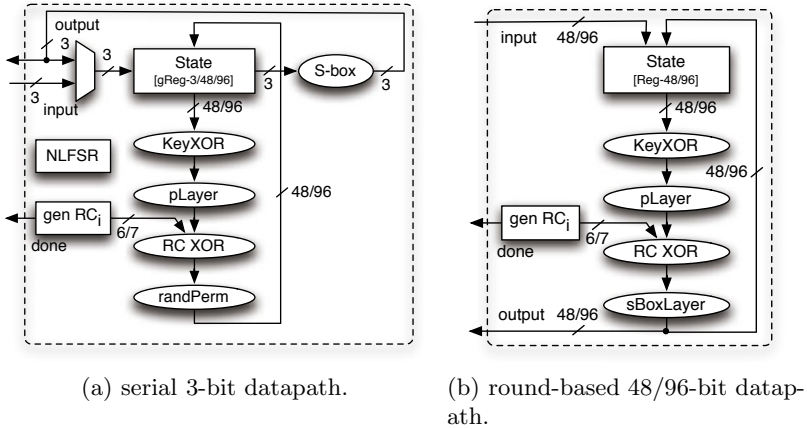 output
3
3
3
input
State
[gReg-3/48/96]
3
S-box
3
48/96
KeyXOR
NLFSR
pLayer
48/96
gen RCi
6/7
done
RC XOR
randPerm
(a) serial 3-bit datapath.
input
48/96
State
[Reg-48/96]
48/96
KeyXOR
48/96
pLayer
gen RCi
6/7
done
RC XOR
sBoxLayer
output
48/96
(b) round-based 48/96-bit datap-
ath.